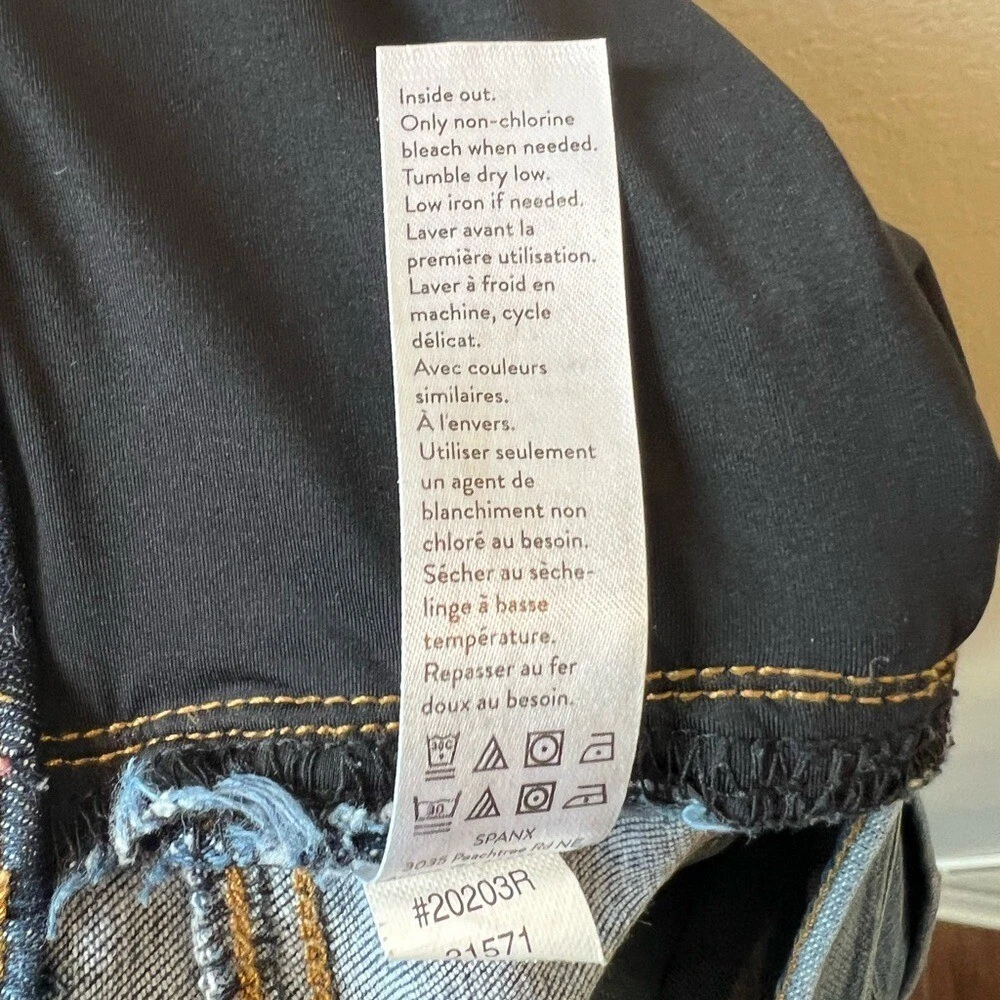 Inside out.
Only non-chlorine
bleach when needed.
Tumble dry low.
Low iron if needed.
Laver avant la
première utilisation.
Laver à froid en
machine, cycle
délicat.
Avec couleurs
similaires.
À l'envers.
Utiliser seulement
un agent de
blanchiment non
chloré au besoin.
Sécher au sèche-
linge à basse
température.
Repasser au fer
doux au besoin.
30C
30
SPANX
3035 Peachtree Rd NE
#20203R
21571